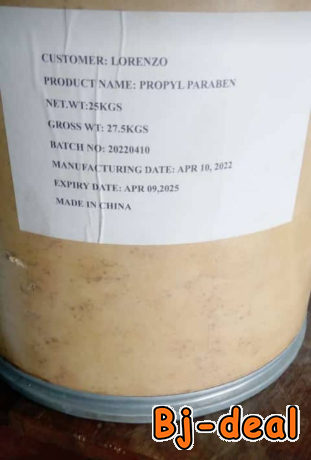 CUSTOMER: LORENZO
PRODUCT NAME: PROPYL PARABEN
NET.WT:25KGS
GROSS WT: 27.5KGS
BATCH NO: 20220410
MANUFACTURING DATE: APR 10, 2022
EXPIRY DATE: APR 09,2025
MADE IN CHINA
Bj-deal